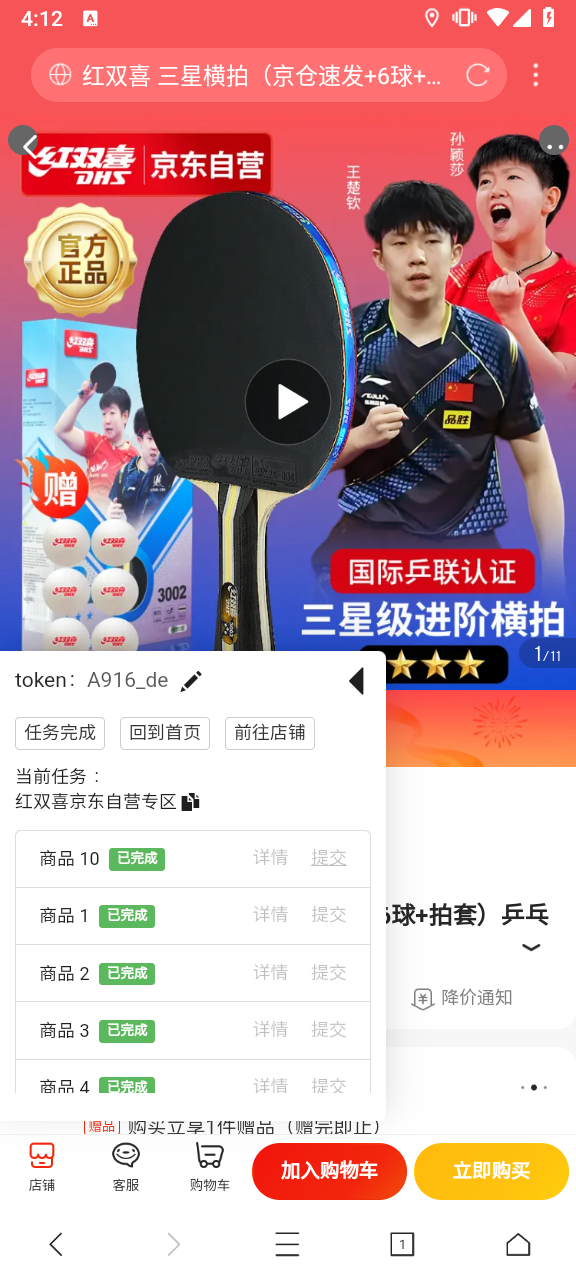 4:12
A
红双喜 三星横拍（京仓速发+6球+...
红双喜
DHS
京东自营
孙颖莎
王楚钦
官方
正品
红双喜
DHS
赠
品胜
国际乒联认证
3002
三星级进阶横拍
1/11
token： A916_de
任务完成
回到首页
前往店铺
当前任务：
红双喜京东自营专区
商品 10 已完成 详情 提交
商品 1 已完成 详情 提交
6球+拍套）乒乓
商品 2 已完成 详情 提交
降价通知
商品 3 已完成 详情 提交
商品 4 已完成 详情 提交
赠品 购买立享1件赠品（赠完即止）
店铺 客服 购物车 加入购物车 立即购买
1